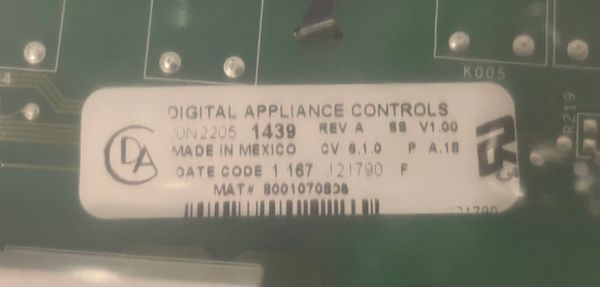 K005
R219
DIGITAL APPLIANCE CONTROLS
1439 REV A SS V1.00
MADE IN MEXICO CV 6.1.0 P A.18
DATE CODE 1 167 121790 F
MAT#
121790